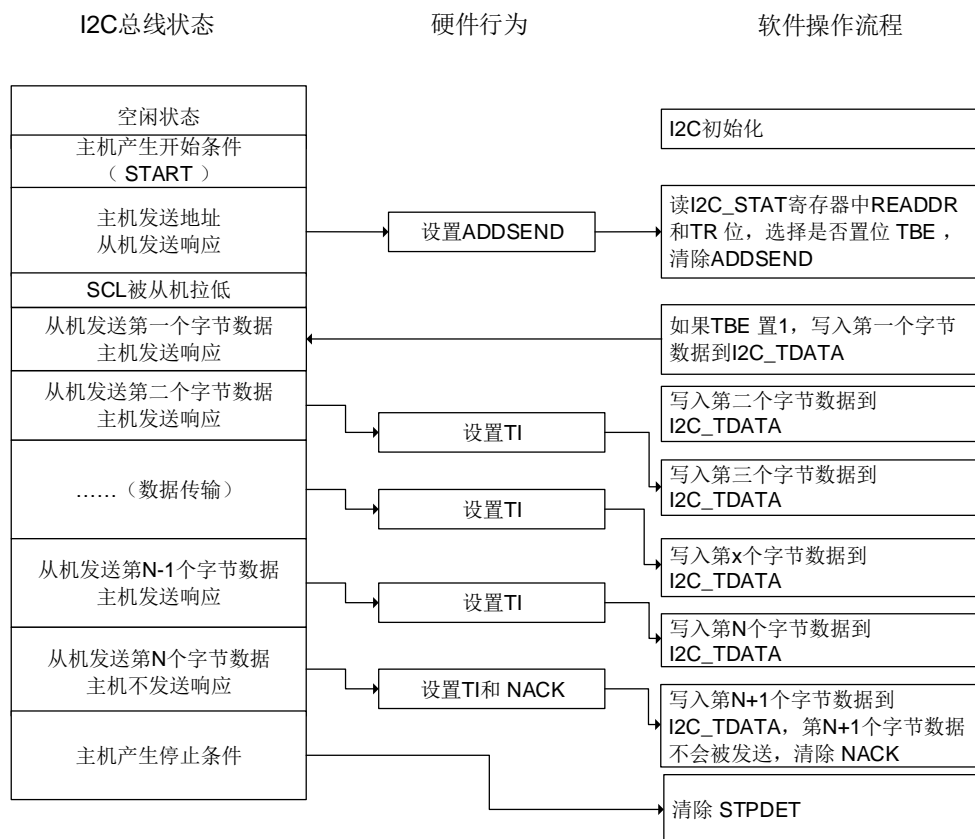 I2C总线状态
硬件行为
软件操作流程
空闲状态
I2C初始化
主机产生开始条件
（ START ）
主机发送地址
从机发送响应
设置ADDSEND
读I2C_STAT寄存器中READDR
和TR 位，选择是否置位 TBE ，
清除ADDSEND
SCL被从机拉低
从机发送第一个字节数据
主机发送响应
如果TBE 置1，写入第一个字节
数据到I2C_TDATA
从机发送第二个字节数据
主机发送响应
设置TI
写入第二个字节数据到
I2C_TDATA
写入第三个字节数据到
I2C_TDATA
……（数据传输）
设置TI
写入第x个字节数据到
I2C_TDATA
从机发送第N-1个字节数据
主机发送响应
设置TI
写入第N个字节数据到
I2C_TDATA
从机发送第N个字节数据
主机不发送响应
设置TI和 NACK
写入第N+1个字节数据到
I2C_TDATA，第N+1个字节数据
不会被发送，清除 NACK
主机产生停止条件
清除 STPDET